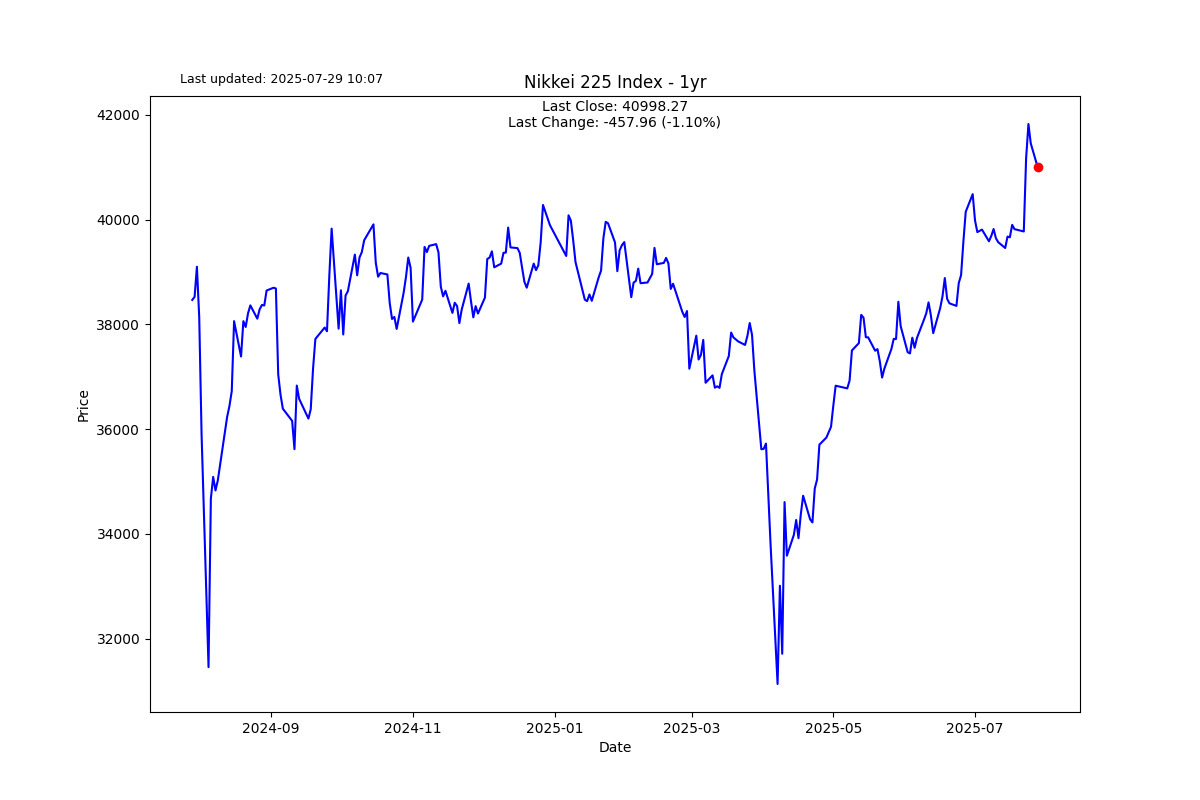 Last updated: 2025-07-29 10:07
Nikkei 225 Index - 1yr
Last Close: 40998.27
Last Change: -457.96 (-1.10%)
42000
40000
38000
36000
34000
32000
Price
2024-09
2024-11
2025-01
2025-03
2025-05
2025-07
Date